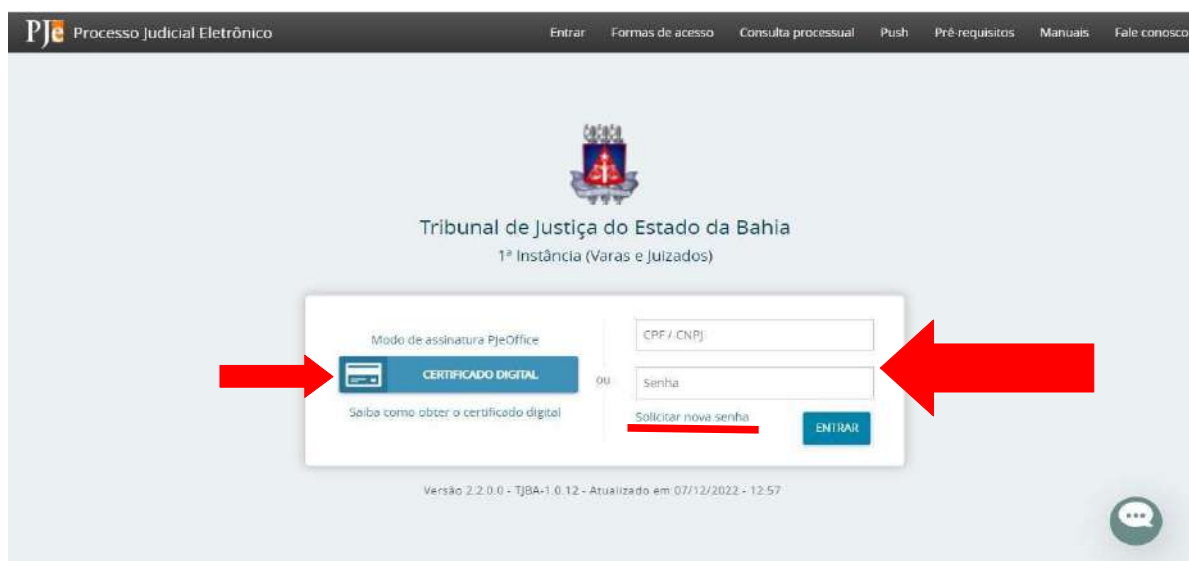 PJe Processo Judicial Eletrônico
Entrar Formas de acesso Consulta processual Push Pré-requisitos Manuais Fale conosco
Tribunal de Justiça do Estado da Bahia
1ª Instância (Varas e Juizados)
Modo de assinatura PJeOffice
CERTIFICADO DIGITAL
Saiba como obter o certificado digital
ou
CPF / CNPJ
Senha
Solicitar nova senha
ENTRAR
Versão 2.2.0.0 - TJBA-1.0.12 - Atualizado em 07/12/2022 - 12:57